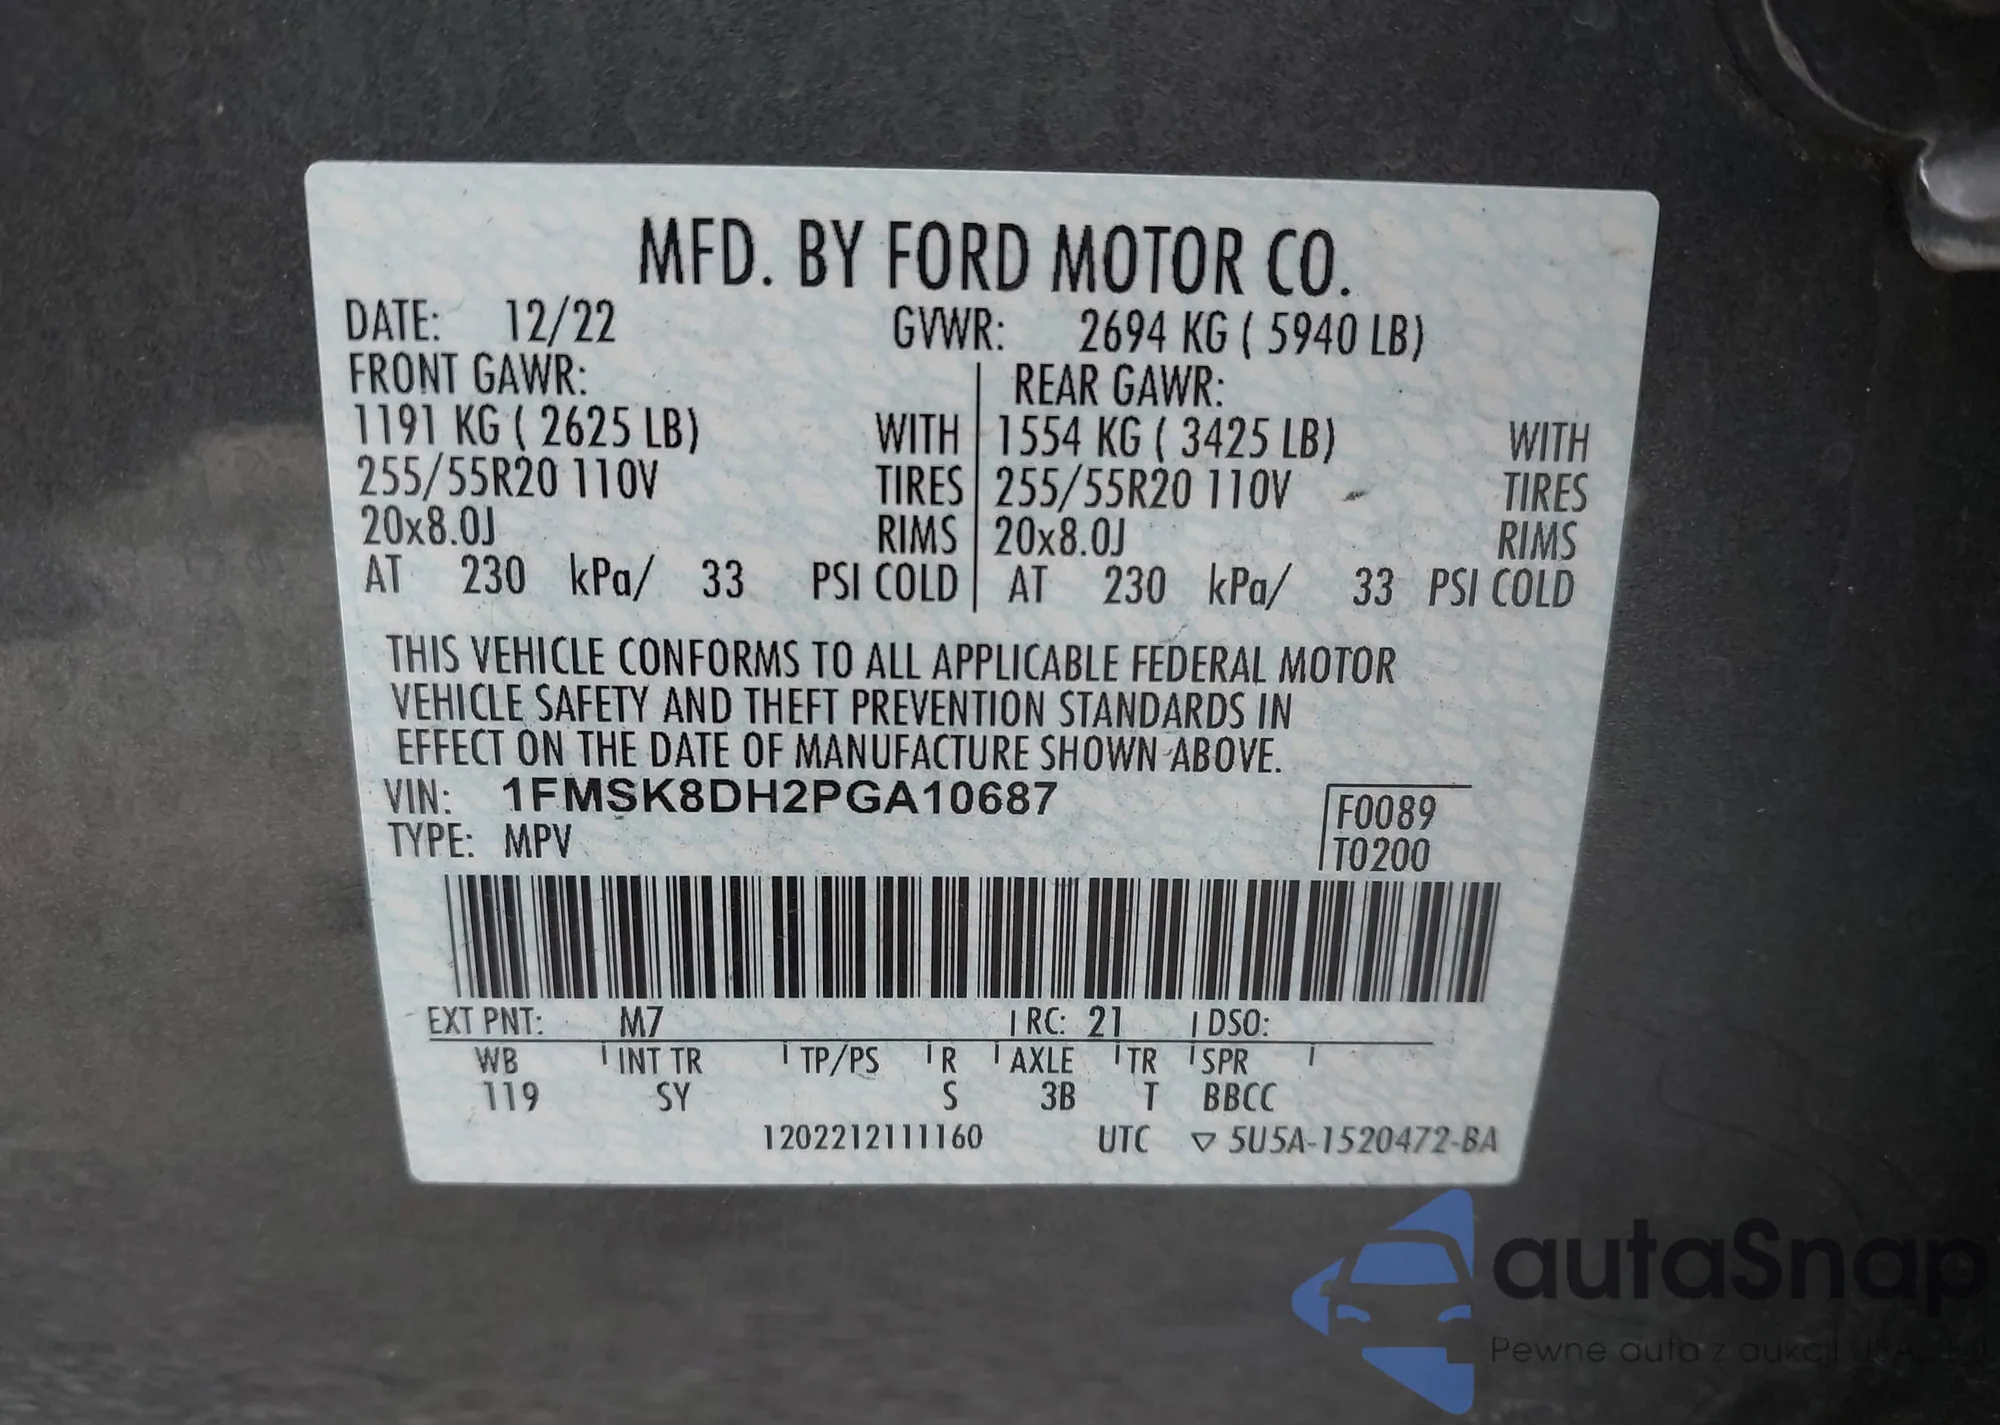 MFD. BY FORD MOTOR CO.
DATE: 12/22 GVWR: 2694 KG ( 5940 LB)
FRONT GAWR: REAR GAWR:
1191 KG ( 2625 LB) WITH 1554 KG ( 3425 LB) WITH
255/55R20 110V TIRES 255/55R20 110V TIRES
20x8.0J RIMS 20x8.0J RIMS
AT 230 kPa/ 33 PSI COLD AT 230 kPa/ 33 PSI COLD
THIS VEHICLE CONFORMS TO ALL APPLICABLE FEDERAL MOTOR
VEHICLE SAFETY AND THEFT PREVENTION STANDARDS IN
EFFECT ON THE DATE OF MANUFACTURE SHOWN ABOVE.
VIN: 1FMSK8DH2PGA10687 F0089
TYPE: MPV T0200
EXT PNT: M7 RC: 21 DSO:
WB INT TR TP/PS R AXLE TR SPR
119 SY S 3B T BBCC
1202212111160 UTC ▽ 5U5A-1520472-BA
autaSnap
Pewne auta z aukcji USA